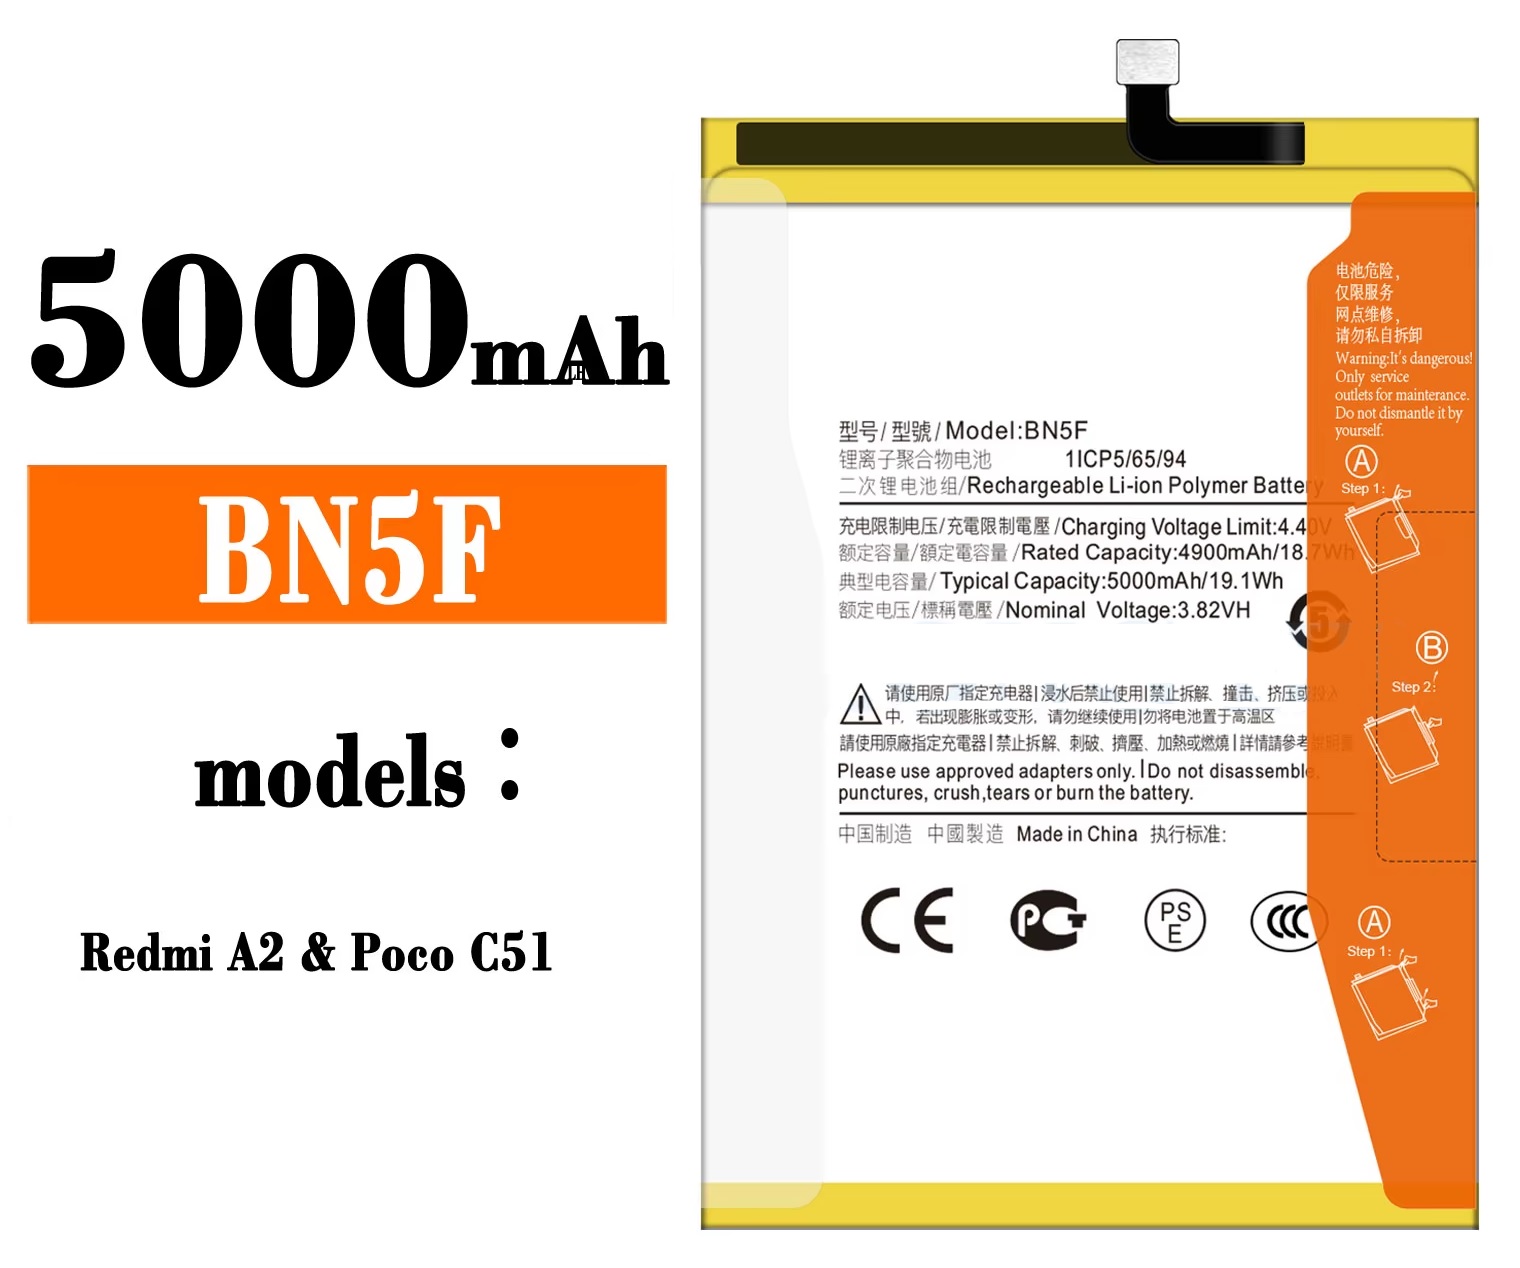 5000mAh
BN5F
models：
Redmi A2 & Poco C51
电池危险，
仅限服务
网点维修，
请勿私自拆卸
Warning:It's dangerous!
Only service
outlets for mainterance.
Do not dismantle it by
yourself.
A
Step 1:
B
Step 2:
A
Step 1:
型号/型號/Model:BN5F
锂离子聚合物电池 1ICP5/65/94
二次锂电池组/Rechargeable Li-ion Polymer Battery
充电限制电压/充電限制電壓/Charging Voltage Limit:4.40V
额定容量/額定電容量/Rated Capacity:4900mAh/18.7Wh
典型电容量/Typical Capacity:5000mAh/19.1Wh
额定电压/標稱電壓/Nominal Voltage:3.82VH
5
请使用原厂指定充电器|浸水后禁止使用|禁止拆解、撞击、挤压或投入
中，若出现膨胀或变形，请勿继续使用|勿将电池置于高温区
請使用原廠指定充電器|禁止拆解、刺破、擠壓、加熱或燃燒|詳情請參考說明書
Please use approved adapters only.|Do not disassemble,
punctures, crush,tears or burn the battery.
中国制造 中國製造 Made in China 执行标准:
CE PCT PSE CCC